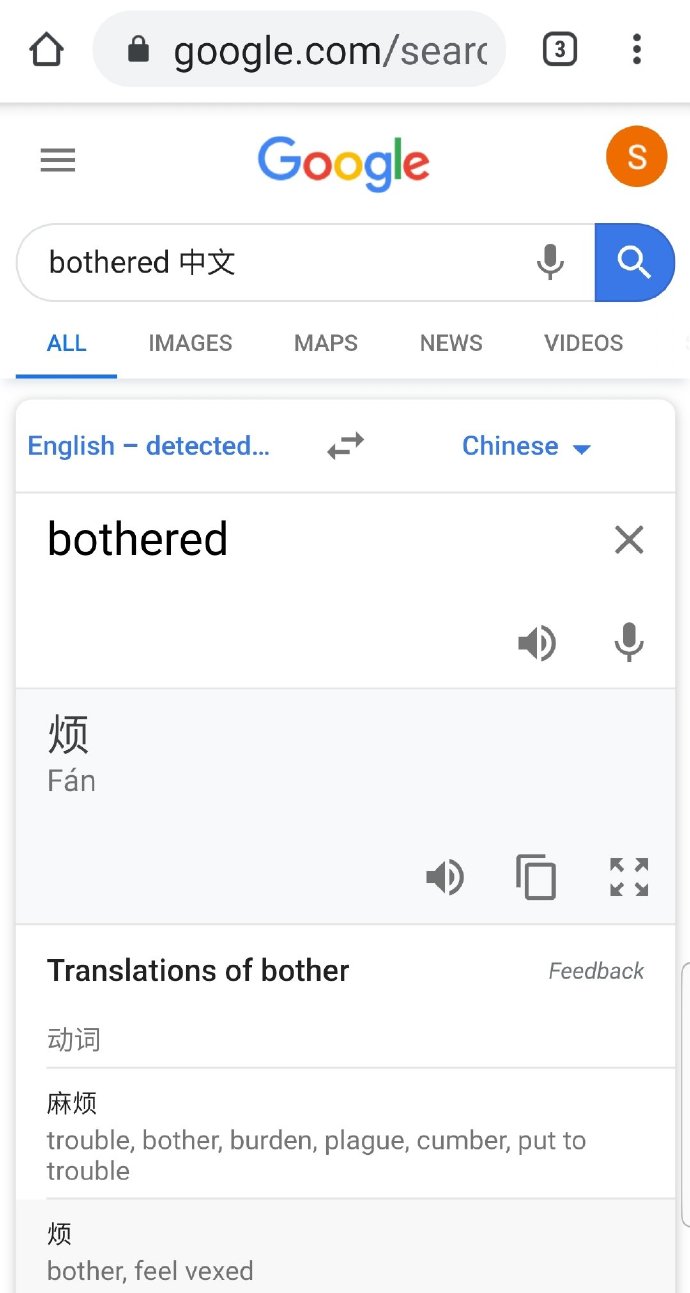 google.com/searc
3
Google
S
bothered 中文
ALL IMAGES MAPS NEWS VIDEOS
English – detected... Chinese
bothered
烦
Fán
Translations of bother Feedback
动词
麻烦
trouble, bother, burden, plague, cumber, put to
trouble
烦
bother, feel vexed